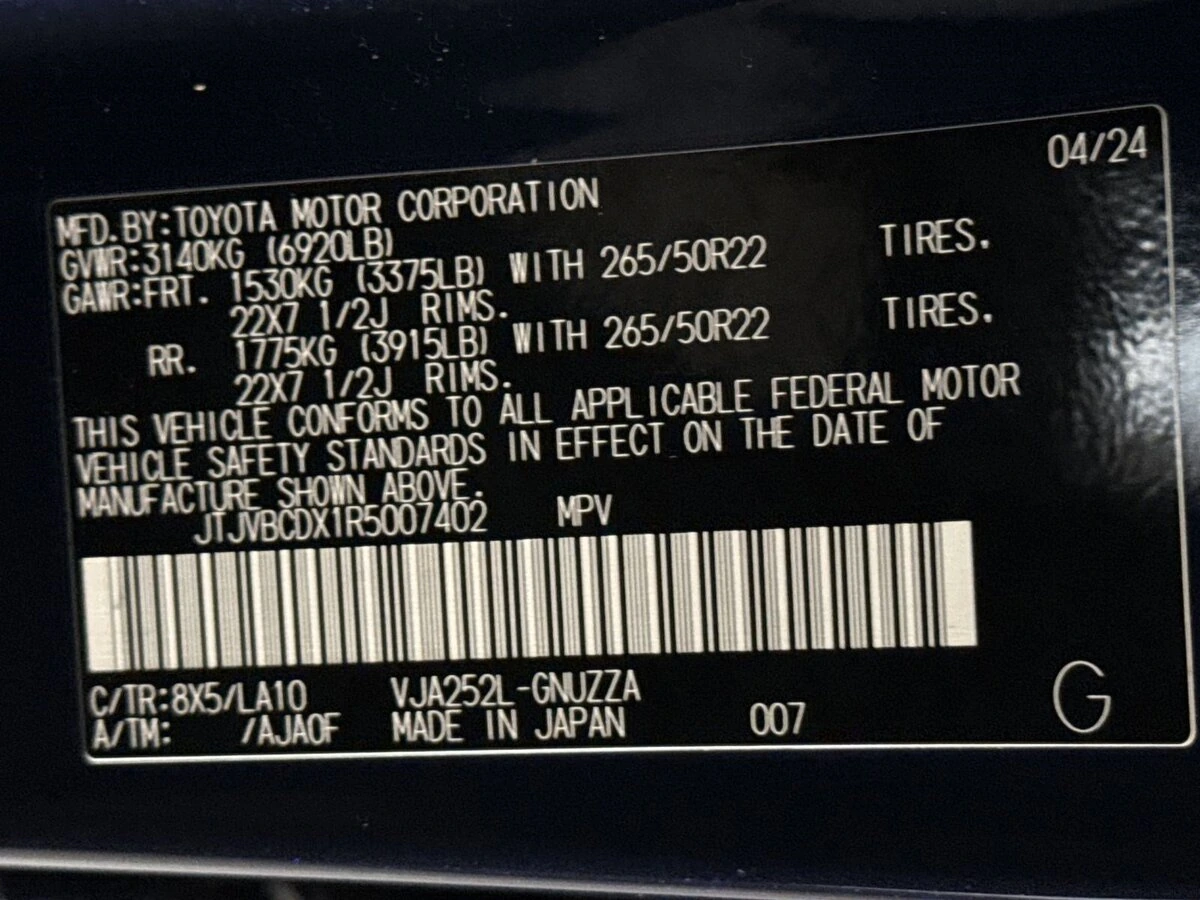 04/24
MFD.BY:TOYOTA MOTOR CORPORATION
GVWR:3140KG (6920LB)
GAWR:FRT. 1530KG (3375LB) WITH 265/50R22 TIRES.
22X7 1/2J RIMS.
RR. 1775KG (3915LB) WITH 265/50R22 TIRES.
22X7 1/2J RIMS.
THIS VEHICLE CONFORMS TO ALL APPLICABLE FEDERAL MOTOR
VEHICLE SAFETY STANDARDS IN EFFECT ON THE DATE OF
MANUFACTURE SHOWN ABOVE.
JTJVBCDX1R5007402 MPV
C/TR:8X5/LA10 VJA252L-GNUZZA
A/TM: /AJA0F MADE IN JAPAN 007 G